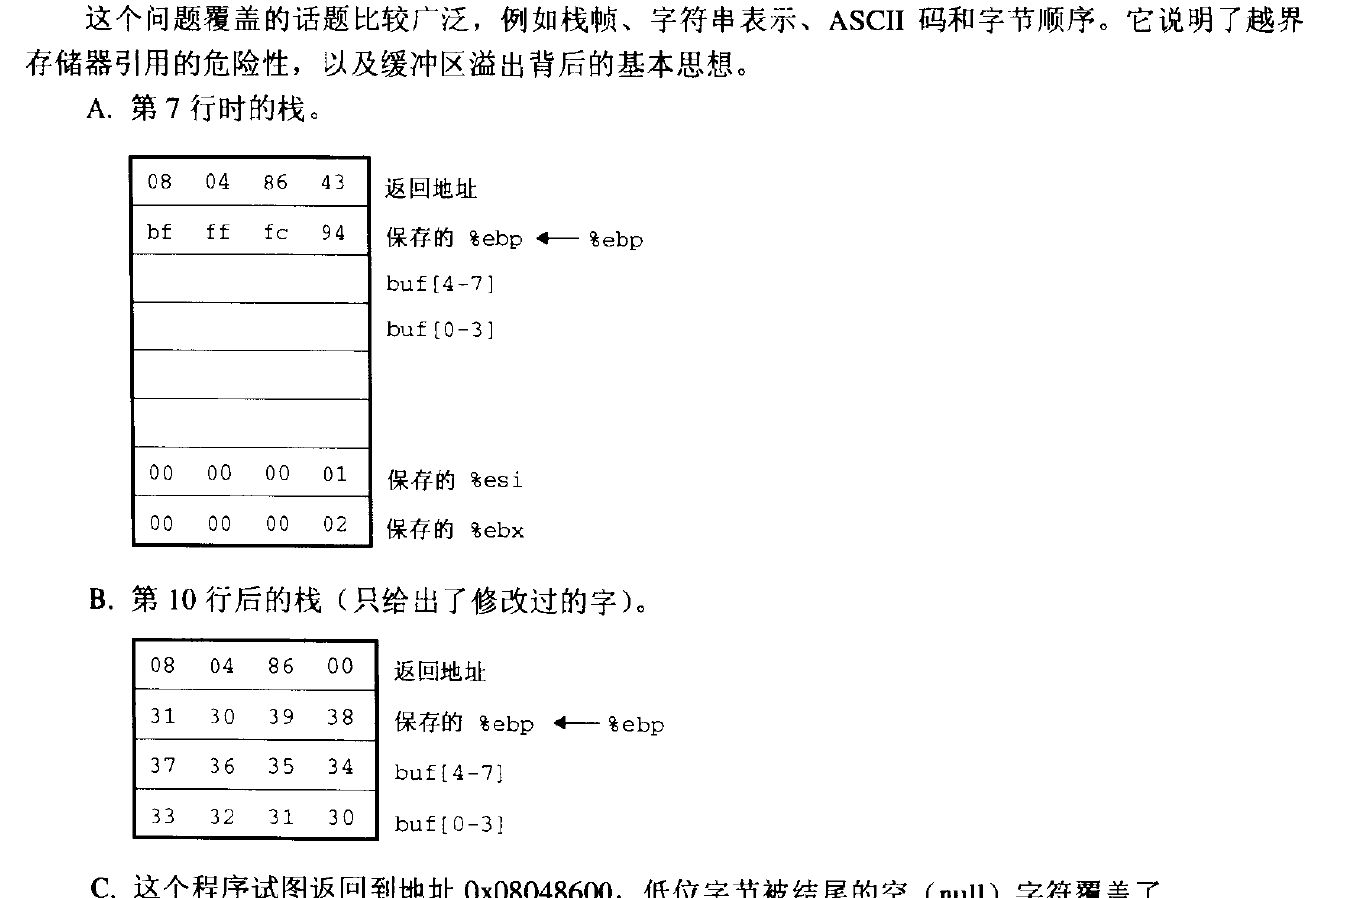 这个问题覆盖的话题比较广泛，例如栈帧、字符串表示、ASCII 码和字节顺序。它说明了越界
存储器引用的危险性，以及缓冲区溢出背后的基本思想。
A. 第 7 行时的栈。
08 04 86 43 返回地址
bf ff fc 94 保存的 %ebp ← %ebp
buf[4-7]
buf[0-3]
00 00 00 01 保存的 %esi
00 00 00 02 保存的 %ebx
B. 第 10 行后的栈（只给出了修改过的字）。
08 04 86 00 返回地址
31 30 39 38 保存的 %ebp ← %ebp
37 36 35 34 buf[4-7]
33 32 31 30 buf[0-3]
C. 这个程序试图返回到地址 0x08048600，低位字节被结尾的空（null）字符覆盖了